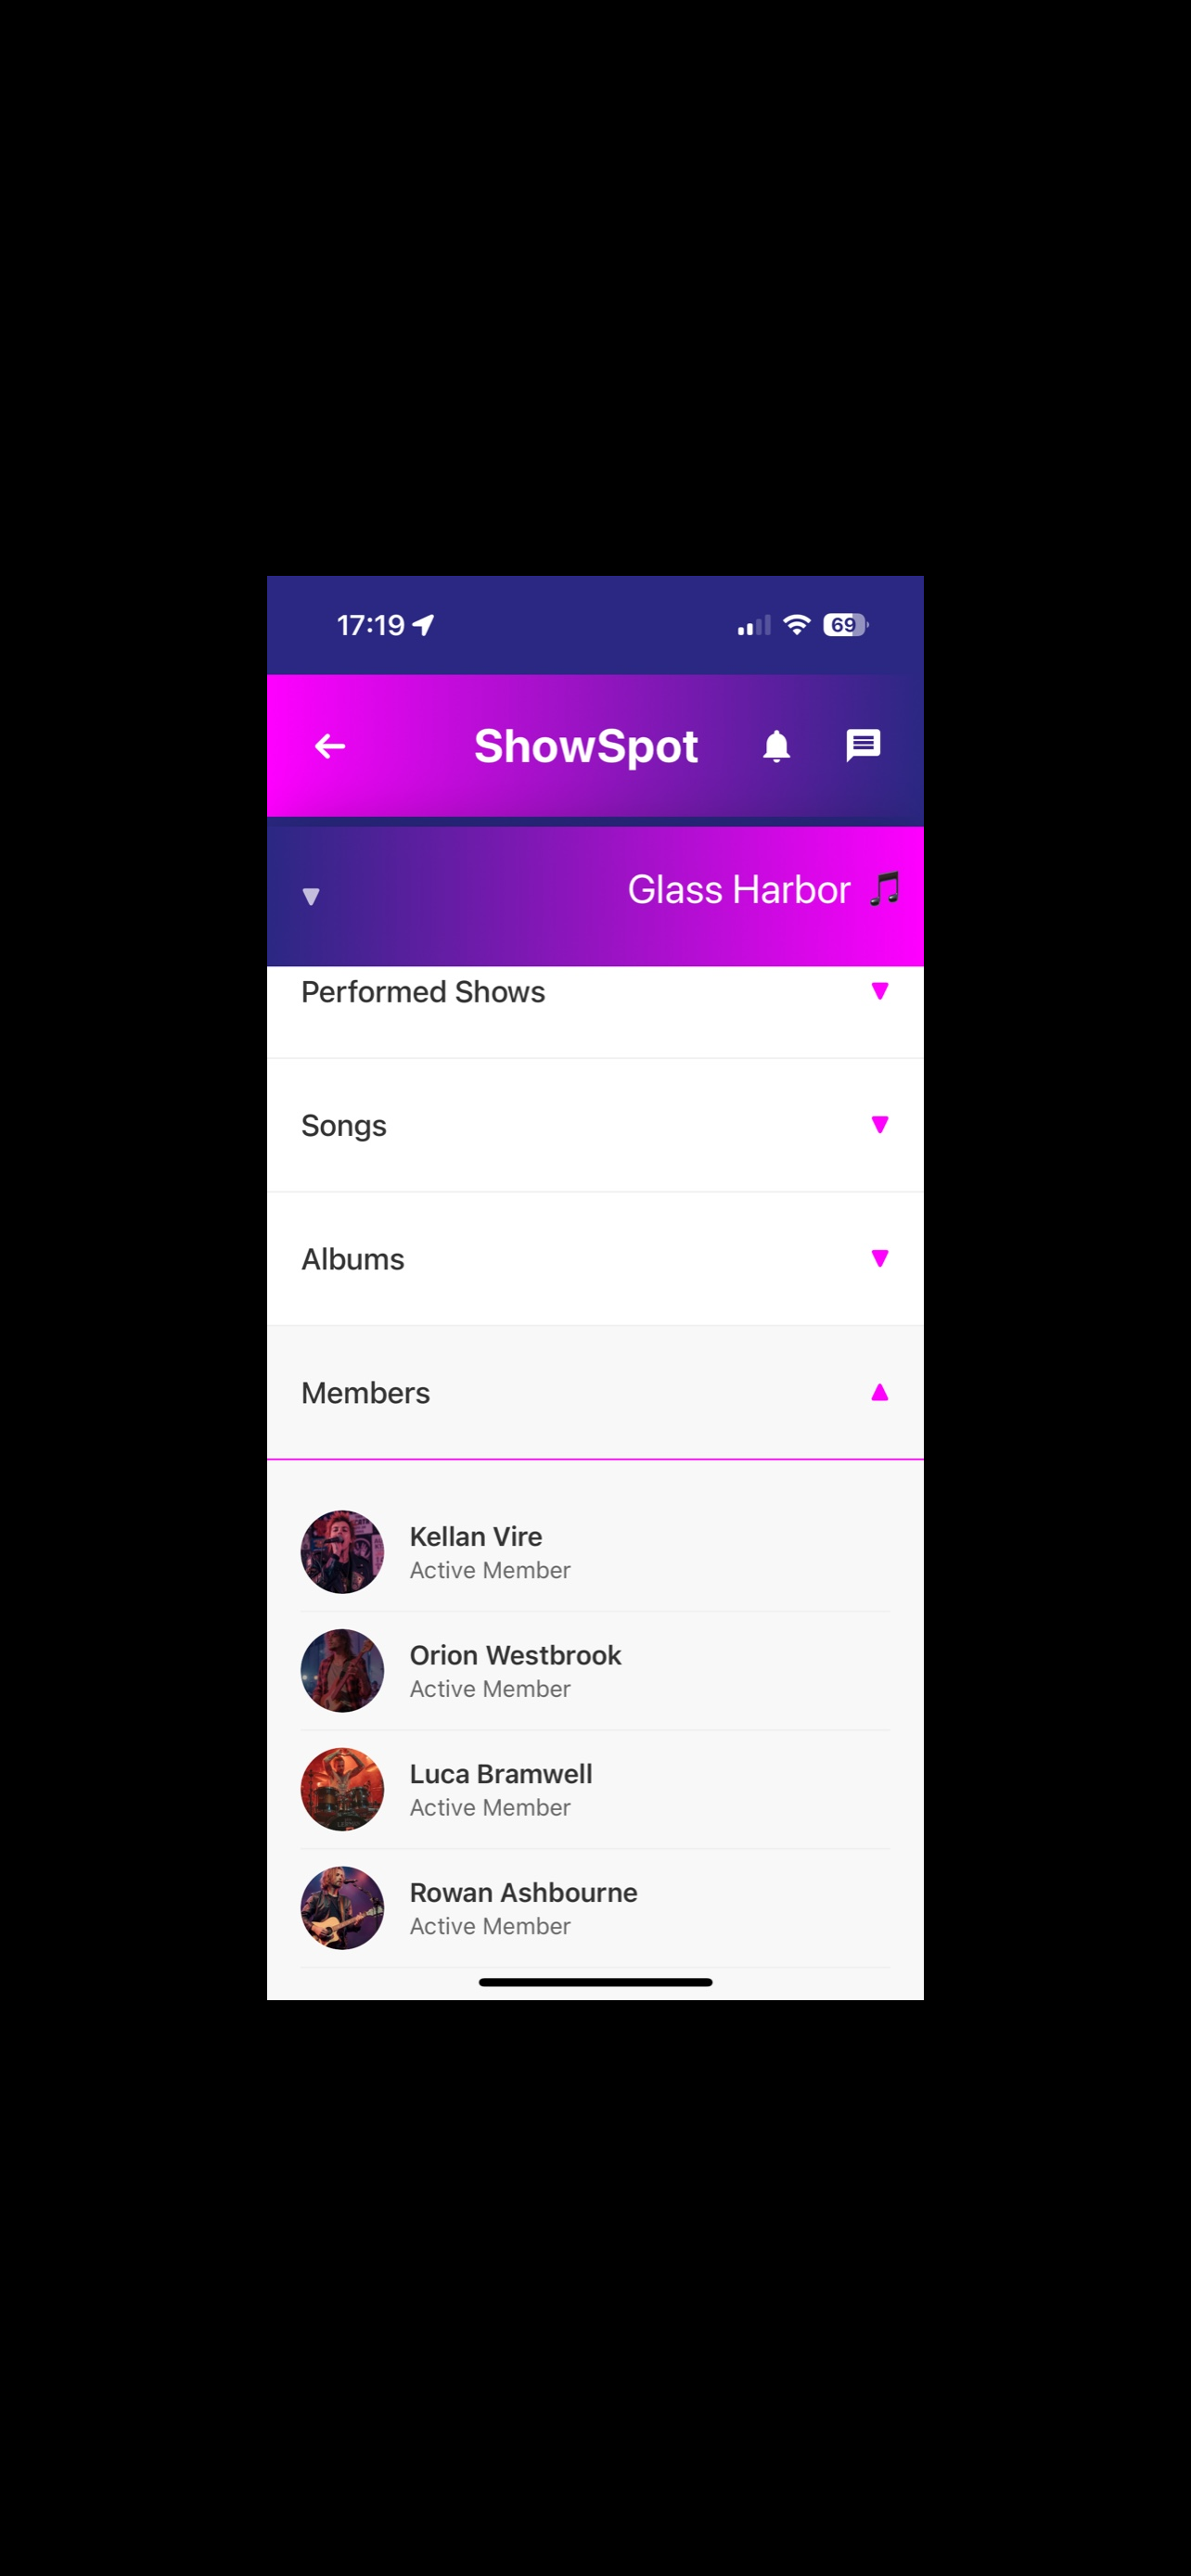 17:19
69
ShowSpot
Glass Harbor 🎵
Performed Shows
Songs
Albums
Members
Kellan Vire
Active Member
Orion Westbrook
Active Member
Luca Bramwell
Active Member
Rowan Ashbourne
Active Member